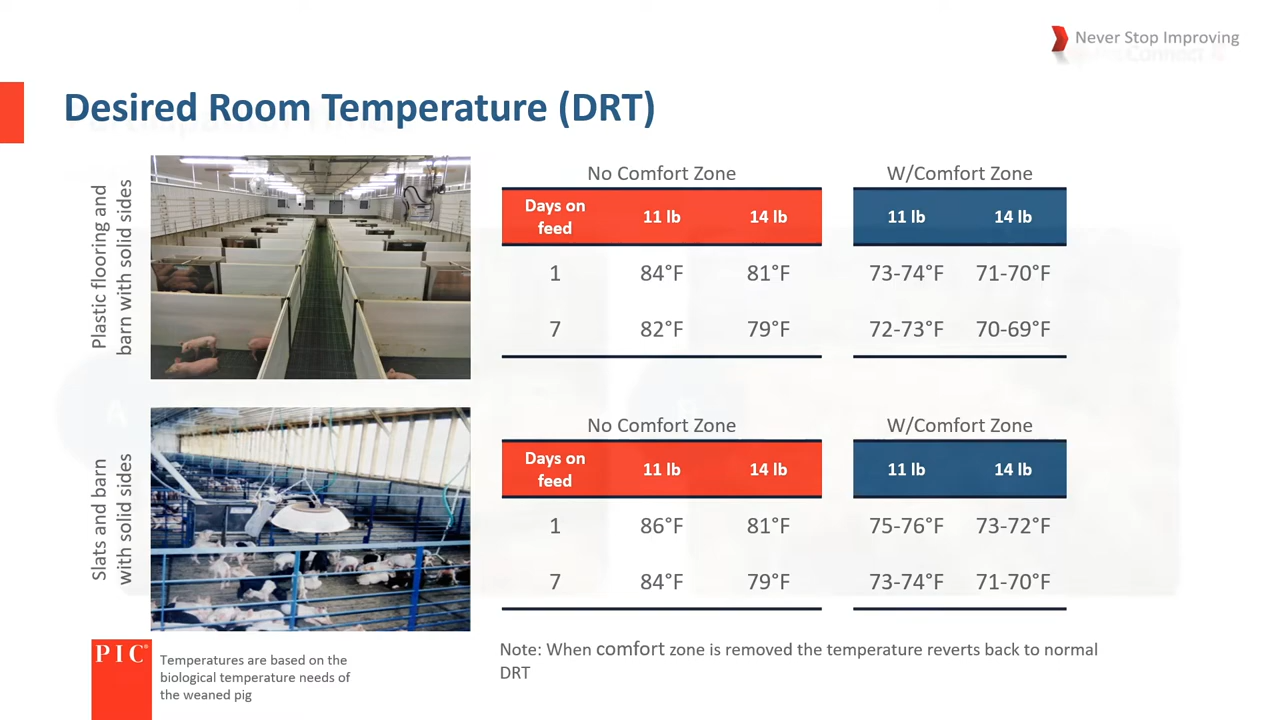 Never Stop Improving
Desired Room Temperature (DRT)
Plastic flooring and
barn with solid sides
No Comfort Zone
Days on
feed
11 lb 14 lb
1 84°F 81°F
7 82°F 79°F
W/Comfort Zone
11 lb 14 lb
73-74°F 71-70°F
72-73°F 70-69°F
Slats and barn
with solid sides
No Comfort Zone
Days on
feed
11 lb 14 lb
1 86°F 81°F
7 84°F 79°F
W/Comfort Zone
11 lb 14 lb
75-76°F 73-72°F
73-74°F 71-70°F
Note: When comfort zone is removed the temperature reverts back to normal
DRT
PIC®
Temperatures are based on the
biological temperature needs of
the weaned pig